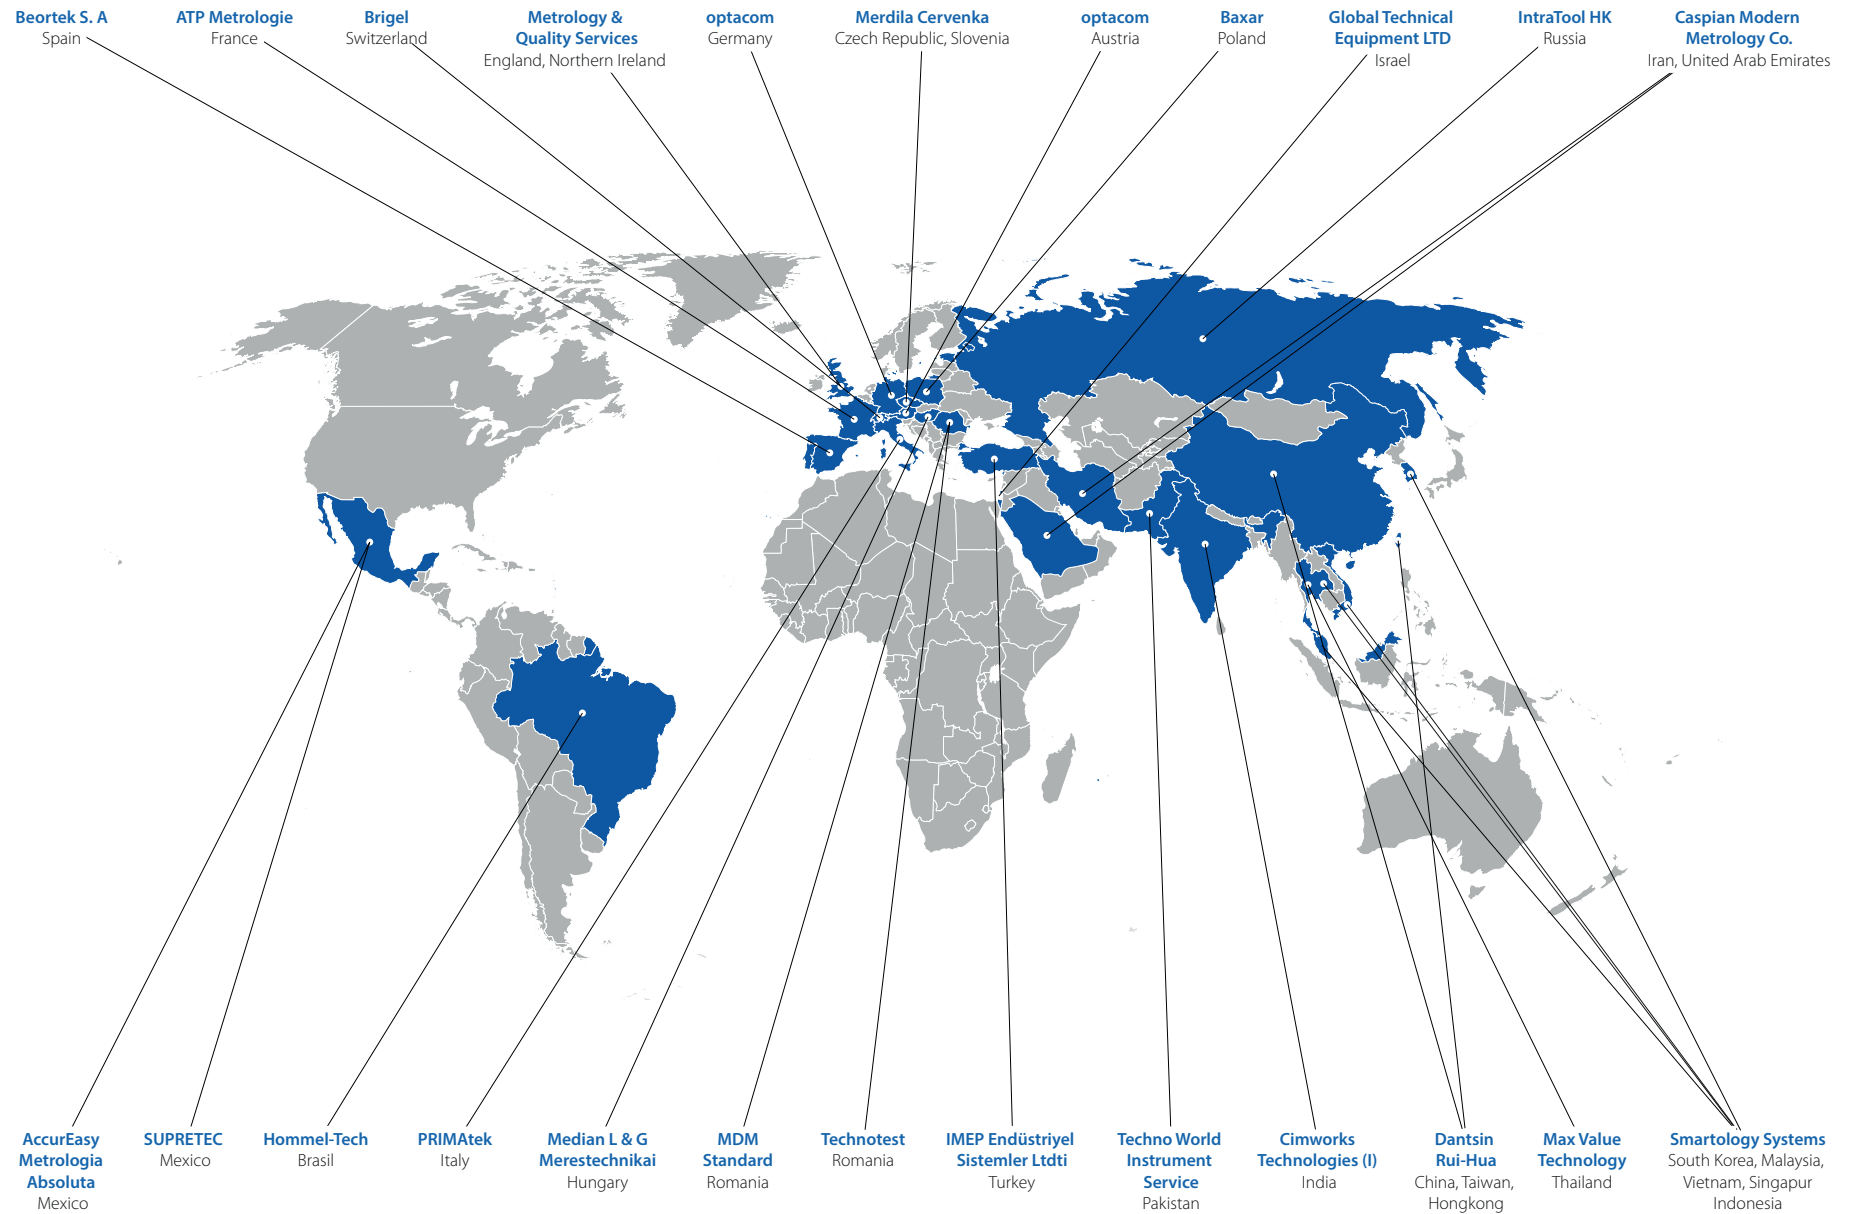 Beortek S. A
Spain
ATP Metrologie
France
Brigel
Switzerland
Metrology &
Quality Services
England, Northern Ireland
optacom
Germany
Merdila Cervenka
Czech Republic, Slovenia
optacom
Austria
Baxar
Poland
Global Technical
Equipment LTD
Israel
IntraTool HK
Russia
Caspian Modern
Metrology Co.
Iran, United Arab Emirates
AccurEasy
Metrologia
Absoluta
Mexico
SUPRETEC
Mexico
Hommel-Tech
Brasil
PRIMAtek
Italy
Median L & G
Merestechnikai
Hungary
MDM
Standard
Romania
Technotest
Romania
IMEP Endüstriyel
Sistemler Ltdti
Turkey
Techno World
Instrument
Service
Pakistan
Cimworks
Technologies (I)
India
Dantsin
Rui-Hua
China, Taiwan,
Hongkong
Max Value
Technology
Thailand
Smartology Systems
South Korea, Malaysia,
Vietnam, Singapur
Indonesia